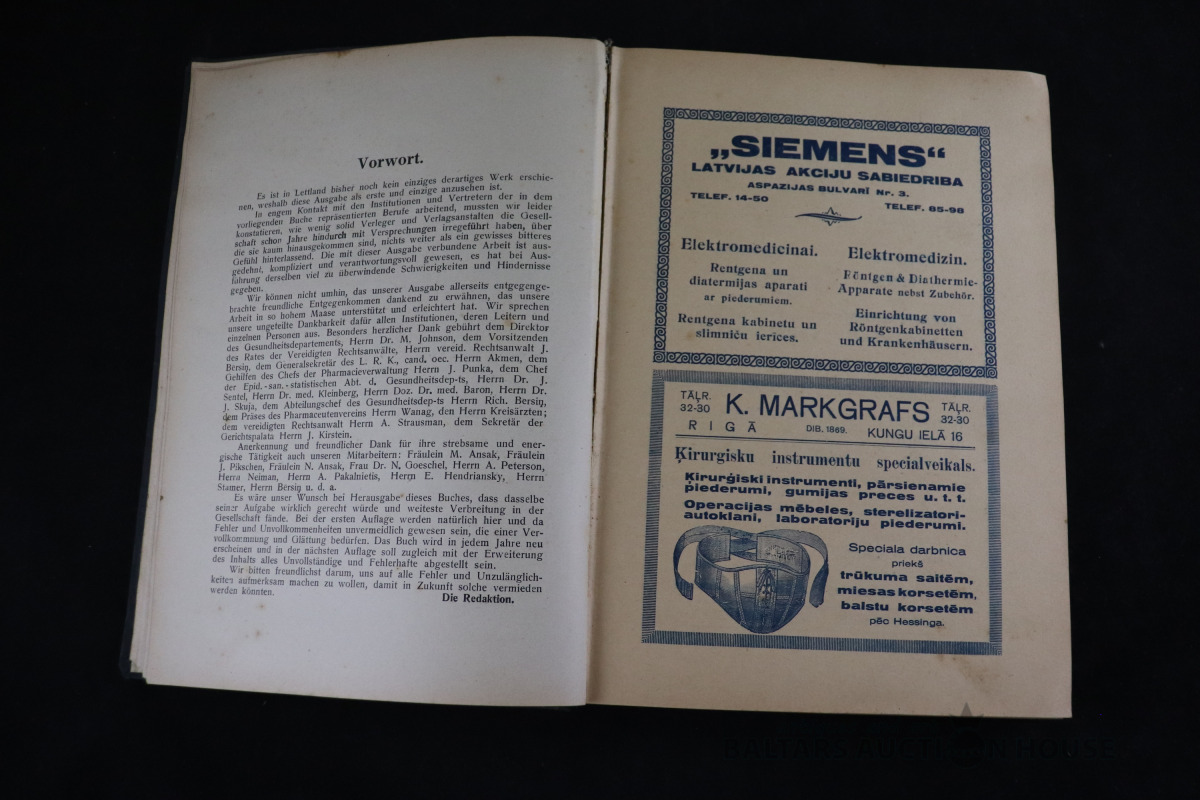 Vorwort.
Es ist in Lettland bisher noch kein einziges derartiges Werk erschie-
nen, weshalb diese Ausgabe als erste und einzige anzusehen ist.
In engem Kontakt mit den Institutionen und Vertretern der in dem
vorliegenden Buche repräsentierten Berufe arbeitend, mussten wir leider
konstatieren, wie wenig solid Verleger und Verlagsanstalten die Gesell-
schaft schon Jahre hindurch mit Versprechungen irregeführt haben, über
die sie kaum hinausgekommen sind, nichts weiter als ein gewisses bitteres
Gefühl hinterlassend. Die mit dieser Ausgabe verbundene Arbeit ist aus-
gedehnt, kompliziert und verantwortungsvoll gewesen, es hat bei Aus-
führung derselben viel zu überwindende Schwierigkeiten und Hindernisse
gegeben.
Wir können nicht umhin, das unserer Ausgabe allerseits entgegenge-
brachte freundliche Entgegenkommen dankend zu erwähnen, das unsere
Arbeit in so hohem Maase unterstützt und erleichtert hat. Wir sprechen
unsere ungeteilte Dankbarkeit dafür allen Institutionen, deren Leitern und
einzelnen Personen aus. Besonders herzlicher Dank gebührt dem Direktor
des Gesundheitsdepartements, Herrn Dr. M. Johnson, dem Vorsitzenden
des Rates der Vereidigten Rechtsanwälte, Herrn vereid. Rechtsanwalt J.
Bersiņ, dem Generalsekretär des L. R. K., cand. oec. Herrn Akmen, dem
Gehilfen des Chefs der Pharmacieverwaltung Herrn J. Punka, dem Chef
der Epid.-san.-statistischen Abt. d. Gesundheitsdep-ts, Herrn Dr. J.
Sentel, Herrn Dr. med. Kleinberg, Herrn Doz. Dr. med. Baron, Herrn Dr.
J. Skuja, dem Abteilungschef des Gesundheitsdep-ts Herrn Rich. Bersiņ,
dem Präses des Pharmaceutenvereins Herrn Wanag, den Herrn Kreisärzten;
dem vereidigten Rechtsanwalt Herrn A. Strausman, dem Sekretär der
Gerichtspalata Herrn J. Kirstein.
Anerkennung und freundlicher Dank für ihre strebsame und ener-
gische Tätigkeit auch unseren Mitarbeitern: Fräulein M. Ansak, Fräulein
J. Pikschen, Fräulein N. Ansak, Frau Dr. N. Goeschel, Herrn A. Peterson,
Herrn Neiman, Herrn A. Pakalnietis, Herrn E. Hendriansky, Herrn
Stamer, Herrn Bersiņ u. d. a.
Es wäre unser Wunsch bei Herausgabe dieses Buches, dass dasselbe
seiner Aufgabe wirklich gerecht würde und weiteste Verbreitung in der
Gesellschaft fände. Bei der ersten Auflage werden natürlich hier und da
Fehler und Unvollkommenheiten unvermeidlich gewesen sein, die einer Ver-
vollkommnung und Glättung bedürfen. Das Buch wird in jedem Jahre neu
erscheinen und in der nächsten Auflage soll zugleich mit der Erweiterung
des Inhalts alles Unvollständige und Fehlerhafte abgestellt sein.
Wir bitten freundlichst darum, uns auf alle Fehler und Unzulänglich-
keiten aufmerksam machen zu wollen, damit in Zukunft solche vermieden
werden könnten.
Die Redaktion.
„SIEMENS“
LATVIJAS AKCIJU SABIEDRIBA
ASPAZIJAS BULVARĪ Nr. 3.
TELEF. 14-50 TELEF. 85-98
Elektromedicinai.
Rentgena un
diatermijas aparati
ar piederumiem.
Rentgena kabinetu un
slimniču ierices.
Elektromedizin.
Röntgen & Diathermie-
Apparate nebst Zubehör.
Einrichtung von
Röntgenkabinetten
und Krankenhäusern.
TĀĻR. 32-30 K. MARKGRAFS TĀĻR. 32-30
RIGĀ DIB. 1869. KUNGU IELĀ 16
Ķirurgisku instrumentu specialveikals.
Ķirurģiski instrumenti, pārsienamie
piederumi, gumijas preces u. t. t.
Operacijas mēbeles, sterelizatori-
autoklani, laboratoriju piederumi.
Speciala darbnica
priekš
trūkuma saitēm,
miesas korsetēm,
balstu korsetēm
pēc Hessinga.
BALTARS AUCTION HOUSE